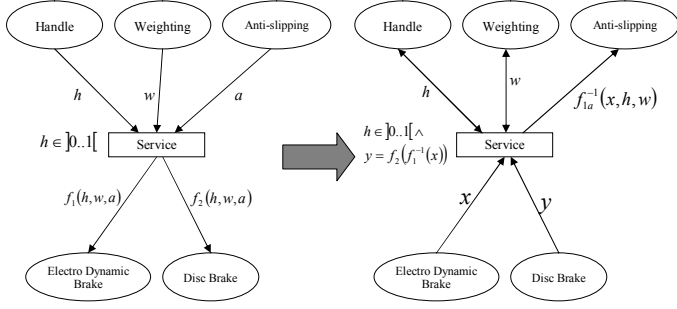 Handle
Weighting
Anti-slipping
h
w
a
h ∈ ]0..1[
Service
f₁(h,w,a)
f₂(h,w,a)
Electro Dynamic
Brake
Disc Brake
Handle
Weighting
Anti-slipping
h
w
f₁ₐ⁻¹(x,h,w)
h ∈ ]0..1[ ∧
y = f₂(f₁⁻¹(x))
Service
x
y
Electro Dynamic
Brake
Disc Brake